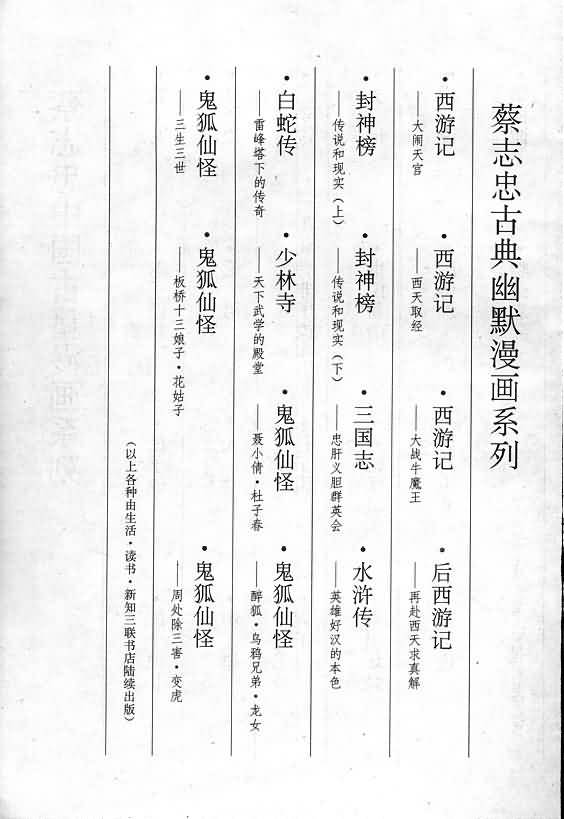 蔡志忠古典幽默漫画系列
•西游记
——大闹天宫
•西游记
——西天取经
•西游记
——大战牛魔王
•后西游记
——再赴西天求真解
•封神榜
——传说和现实（上）
•封神榜
——传说和现实（下）
•三国志
——忠肝义胆群英会
•水浒传
——英雄好汉的本色
•白蛇传
——雷峰塔下的传奇
•少林寺
——天下武学的殿堂
•鬼狐仙怪
——聂小倩·杜子春
•鬼狐仙怪
——醉狐·乌鸦兄弟·龙女
•鬼狐仙怪
——三生三世
•鬼狐仙怪
——板桥十三娘子·花姑子
•鬼狐仙怪
——周处除三害·变虎
（以上各种由生活·读书·新知三联书店陆续出版）